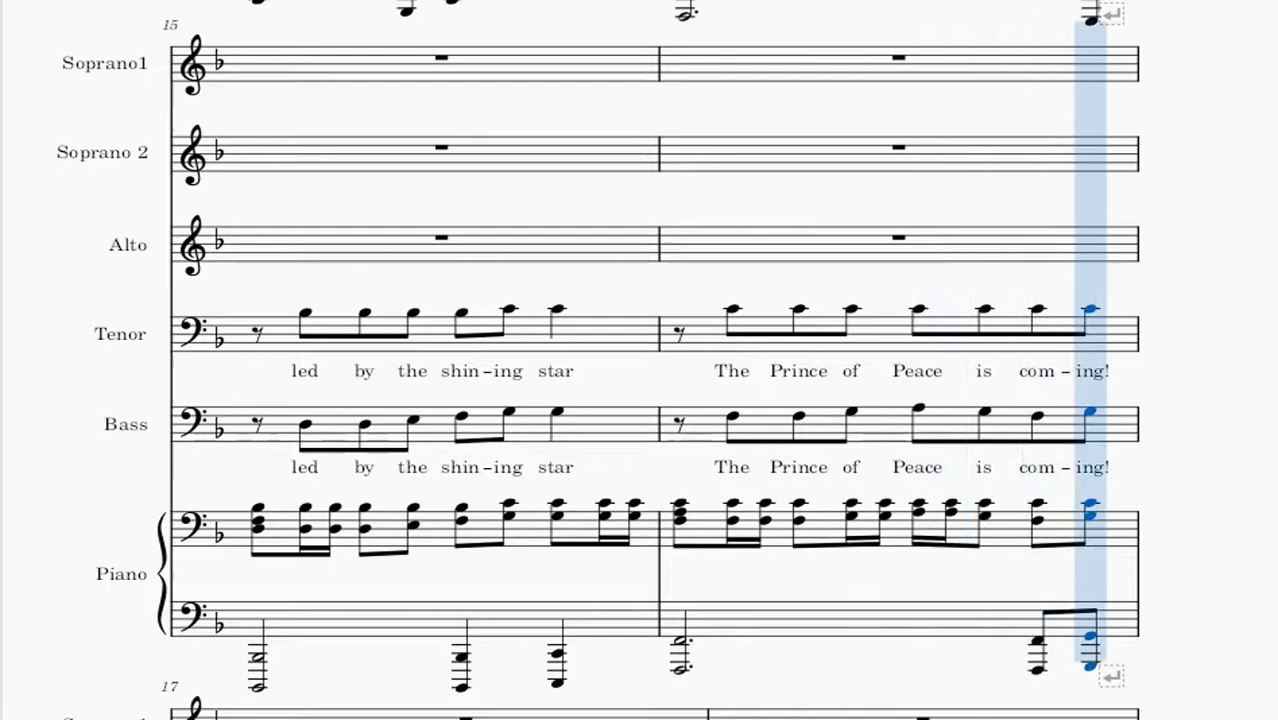 15
Soprano1
Soprano 2
Alto
Tenor
led by the shin-ing star The Prince of Peace is com-ing!
Bass
led by the shin-ing star The Prince of Peace is com-ing!
Piano
17